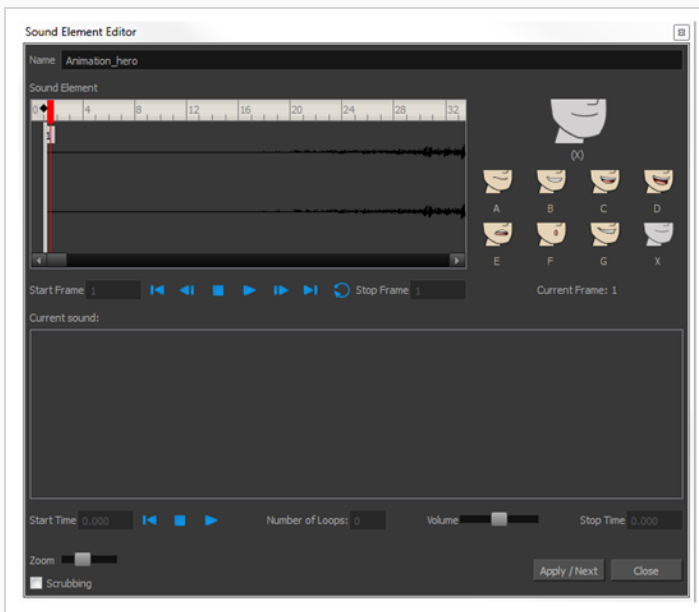 Sound Element Editor
Name Animation_hero
Sound Element
0 4 8 12 16 20 24 28 32
1
(X)
A B C D
E F G X
Start Frame 1 Stop Frame 1 Current Frame: 1
Current sound:
Start Time 0.000 Number of Loops: 0 Volume Stop Time 0.000
Zoom
Apply / Next Close
Scrubbing